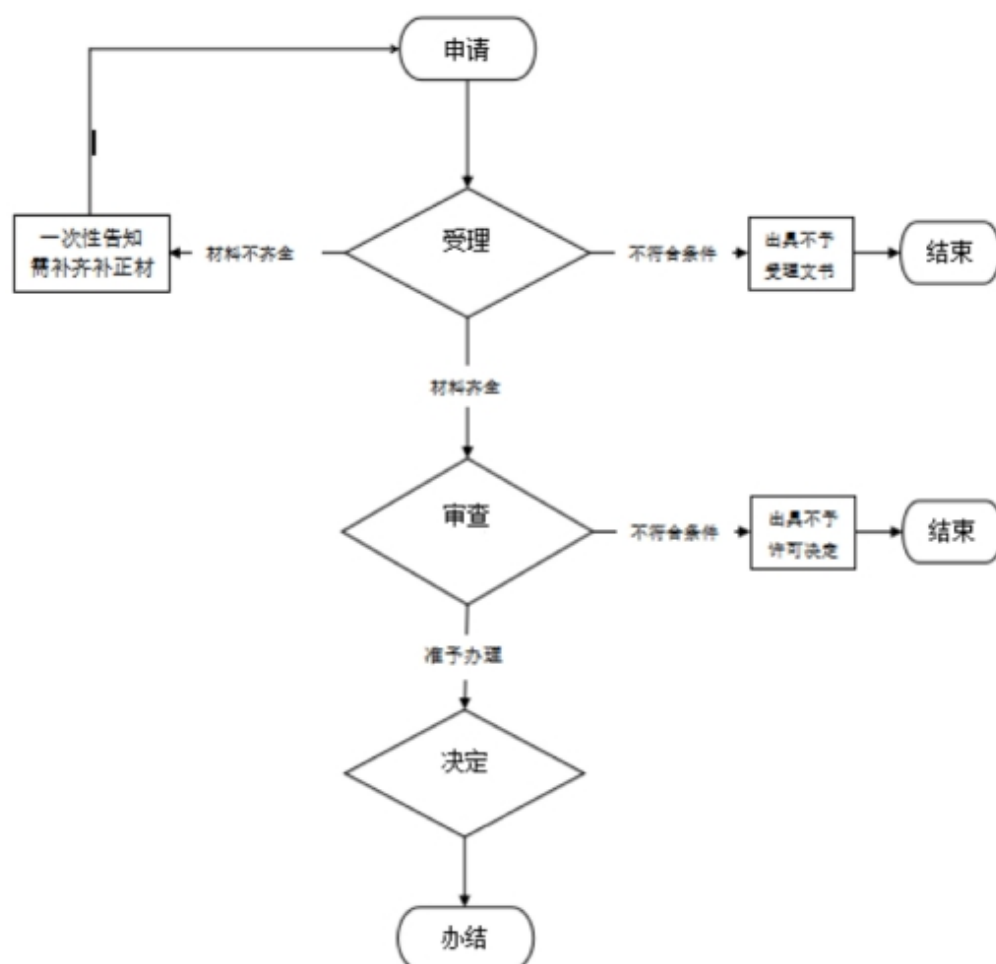 申请
一次性告知
需补齐补正材
材料不齐全
受理
不符合条件
出具不予
受理文书
结束
材料齐全
审查
不符合条件
出具不予
许可决定
结束
准予办理
决定
办结